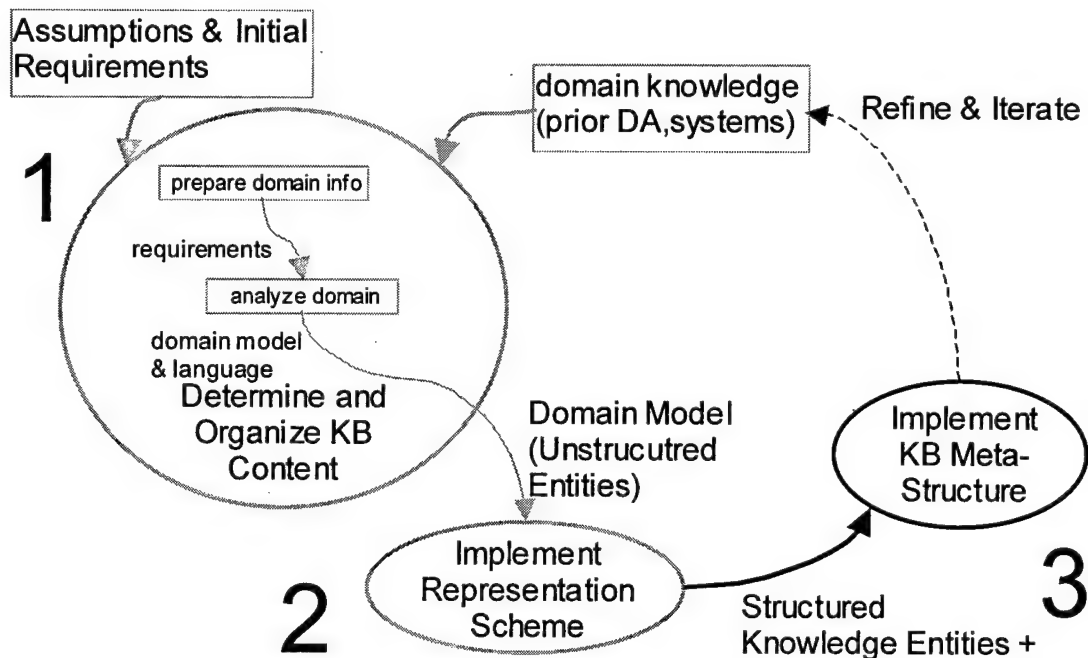 Assumptions & Initial
Requirements
domain knowledge
(prior DA,systems)
Refine & Iterate
1
prepare domain info
requirements
analyze domain
domain model
& language
Determine and
Organize KB
Content
Domain Model
(Unstrucutred
Entities)
Implement
KB Meta-
Structure
2
Implement
Representation
Scheme
3
Structured
Knowledge Entities +